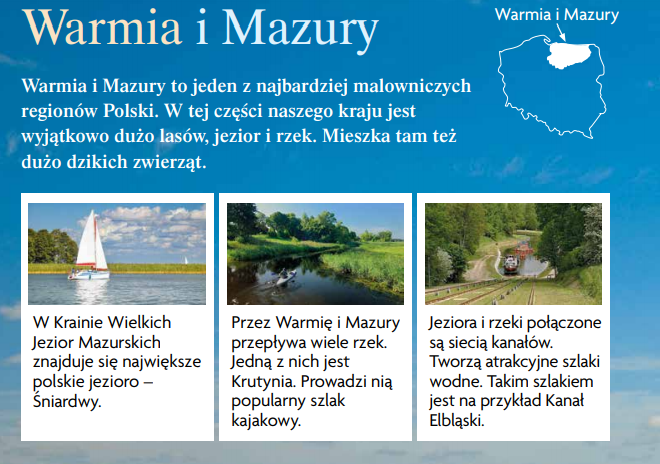 Warmia i Mazury
Warmia i Mazury
Warmia i Mazury to jeden z najbardziej malowniczych
regionów Polski. W tej części naszego kraju jest
wyjątkowo dużo lasów, jezior i rzek. Mieszka tam też
dużo dzikich zwierząt.
W Krainie Wielkich
Jezior Mazurskich
znajduje się największe
polskie jezioro –
Śniardwy.
Przez Warmię i Mazury
przepływa wiele rzek.
Jedną z nich jest
Krutynia. Prowadzi nią
popularny szlak
kajakowy.
Jeziora i rzeki połączone
są siecią kanałów.
Tworzą atrakcyjne szlaki
wodne. Takim szlakiem
jest na przykład Kanał
Elbląski.